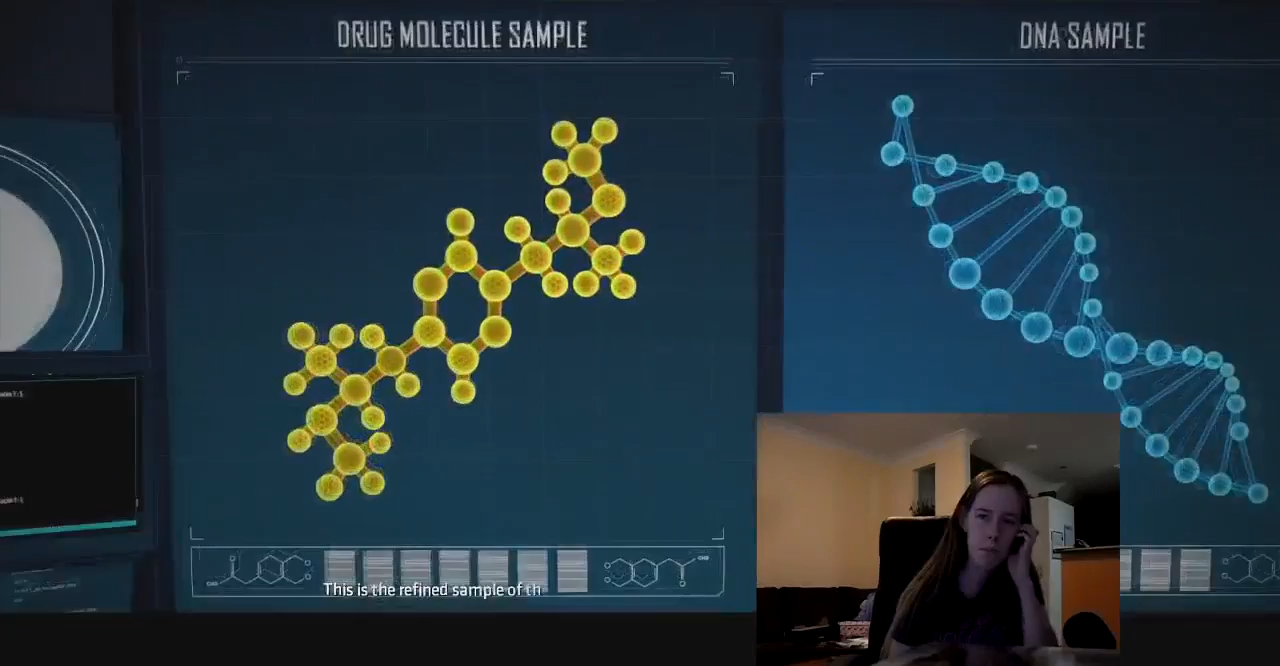 DRUG MOLECULE SAMPLE
DNA SAMPLE
This is the refined sample of th